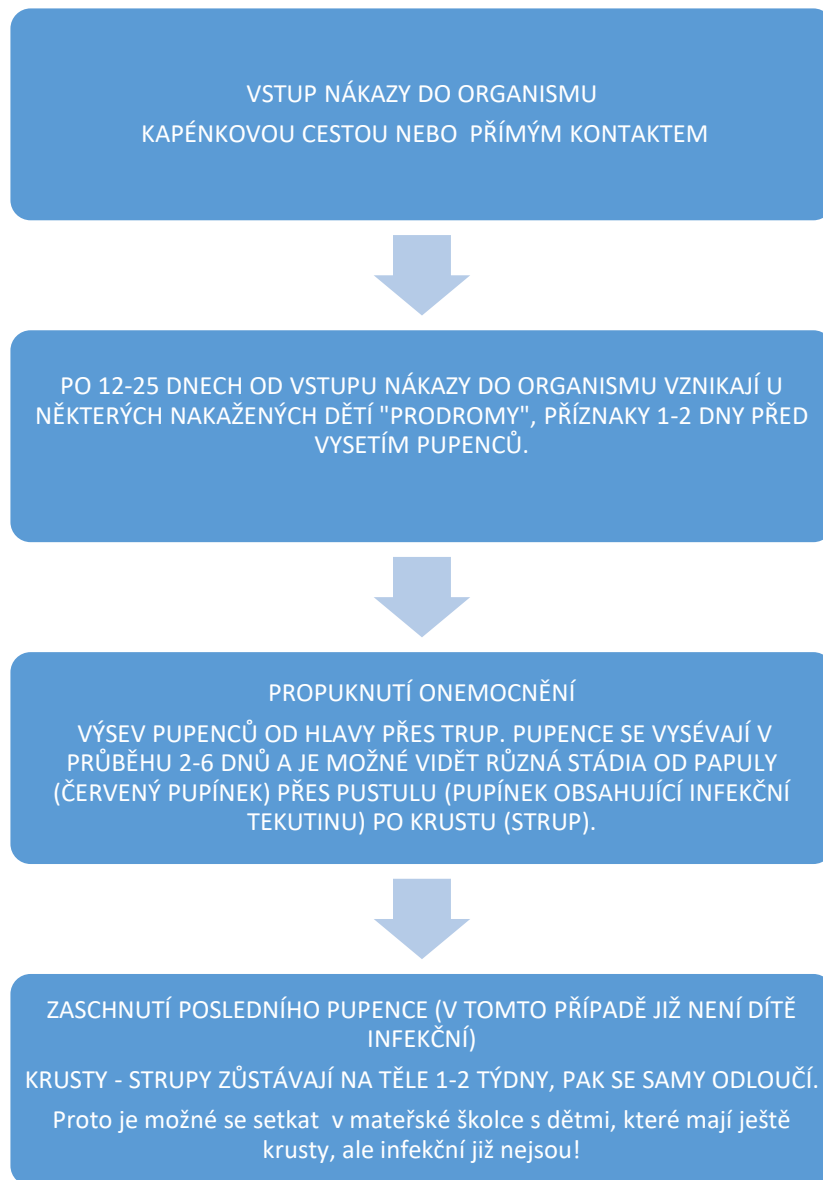 VSTUP NÁKAZY DO ORGANISMU
KAPÉNKOVOU CESTOU NEBO  PŘÍMÝM KONTAKTEM
PO 12-25 DNECH OD VSTUPU NÁKAZY DO ORGANISMU VZNIKAJÍ U
NĚKTERÝCH NAKAŽENÝCH DĚTÍ "PRODROMY", PŘÍZNAKY 1-2 DNY PŘED
VYSETÍM PUPENCŮ.
PROPUKNUTÍ ONEMOCNĚNÍ
VÝSEV PUPENCŮ OD HLAVY PŘES TRUP. PUPENCE SE VYSÉVAJÍ V
PRŮBĚHU 2-6 DNŮ A JE MOŽNÉ VIDĚT RŮZNÁ STÁDIA OD PAPULY
(ČERVENÝ PUPÍNEK) PŘES PUSTULU (PUPÍNEK OBSAHUJÍCÍ INFEKČNÍ
TEKUTINU) PO KRUSTU (STRUP).
ZASCHNUTÍ POSLEDNÍHO PUPENCE (V TOMTO PŘÍPADĚ JIŽ NENÍ DÍTĚ
INFEKČNÍ)
KRUSTY - STRUPY ZŮSTÁVAJÍ NA TĚLE 1-2 TÝDNY, PAK SE SAMY ODLOUČÍ.
Proto je možné se setkat  v mateřské školce s dětmi, které mají ještě
krusty, ale infekční již nejsou!